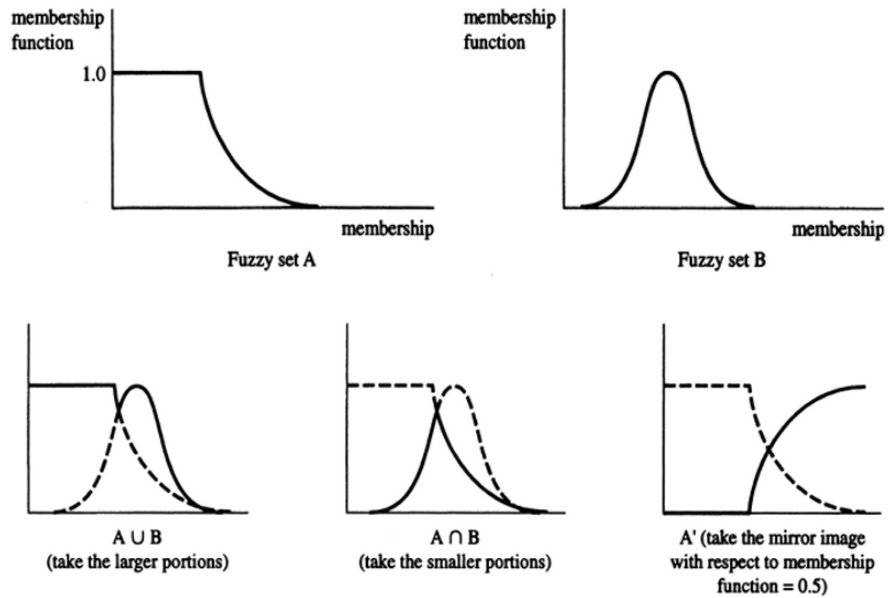 membership
function
1.0
membership
Fuzzy set A
membership
function
membership
Fuzzy set B
A ∪ B
(take the larger portions)
A ∩ B
(take the smaller portions)
A' (take the mirror image
with respect to membership
function = 0.5)